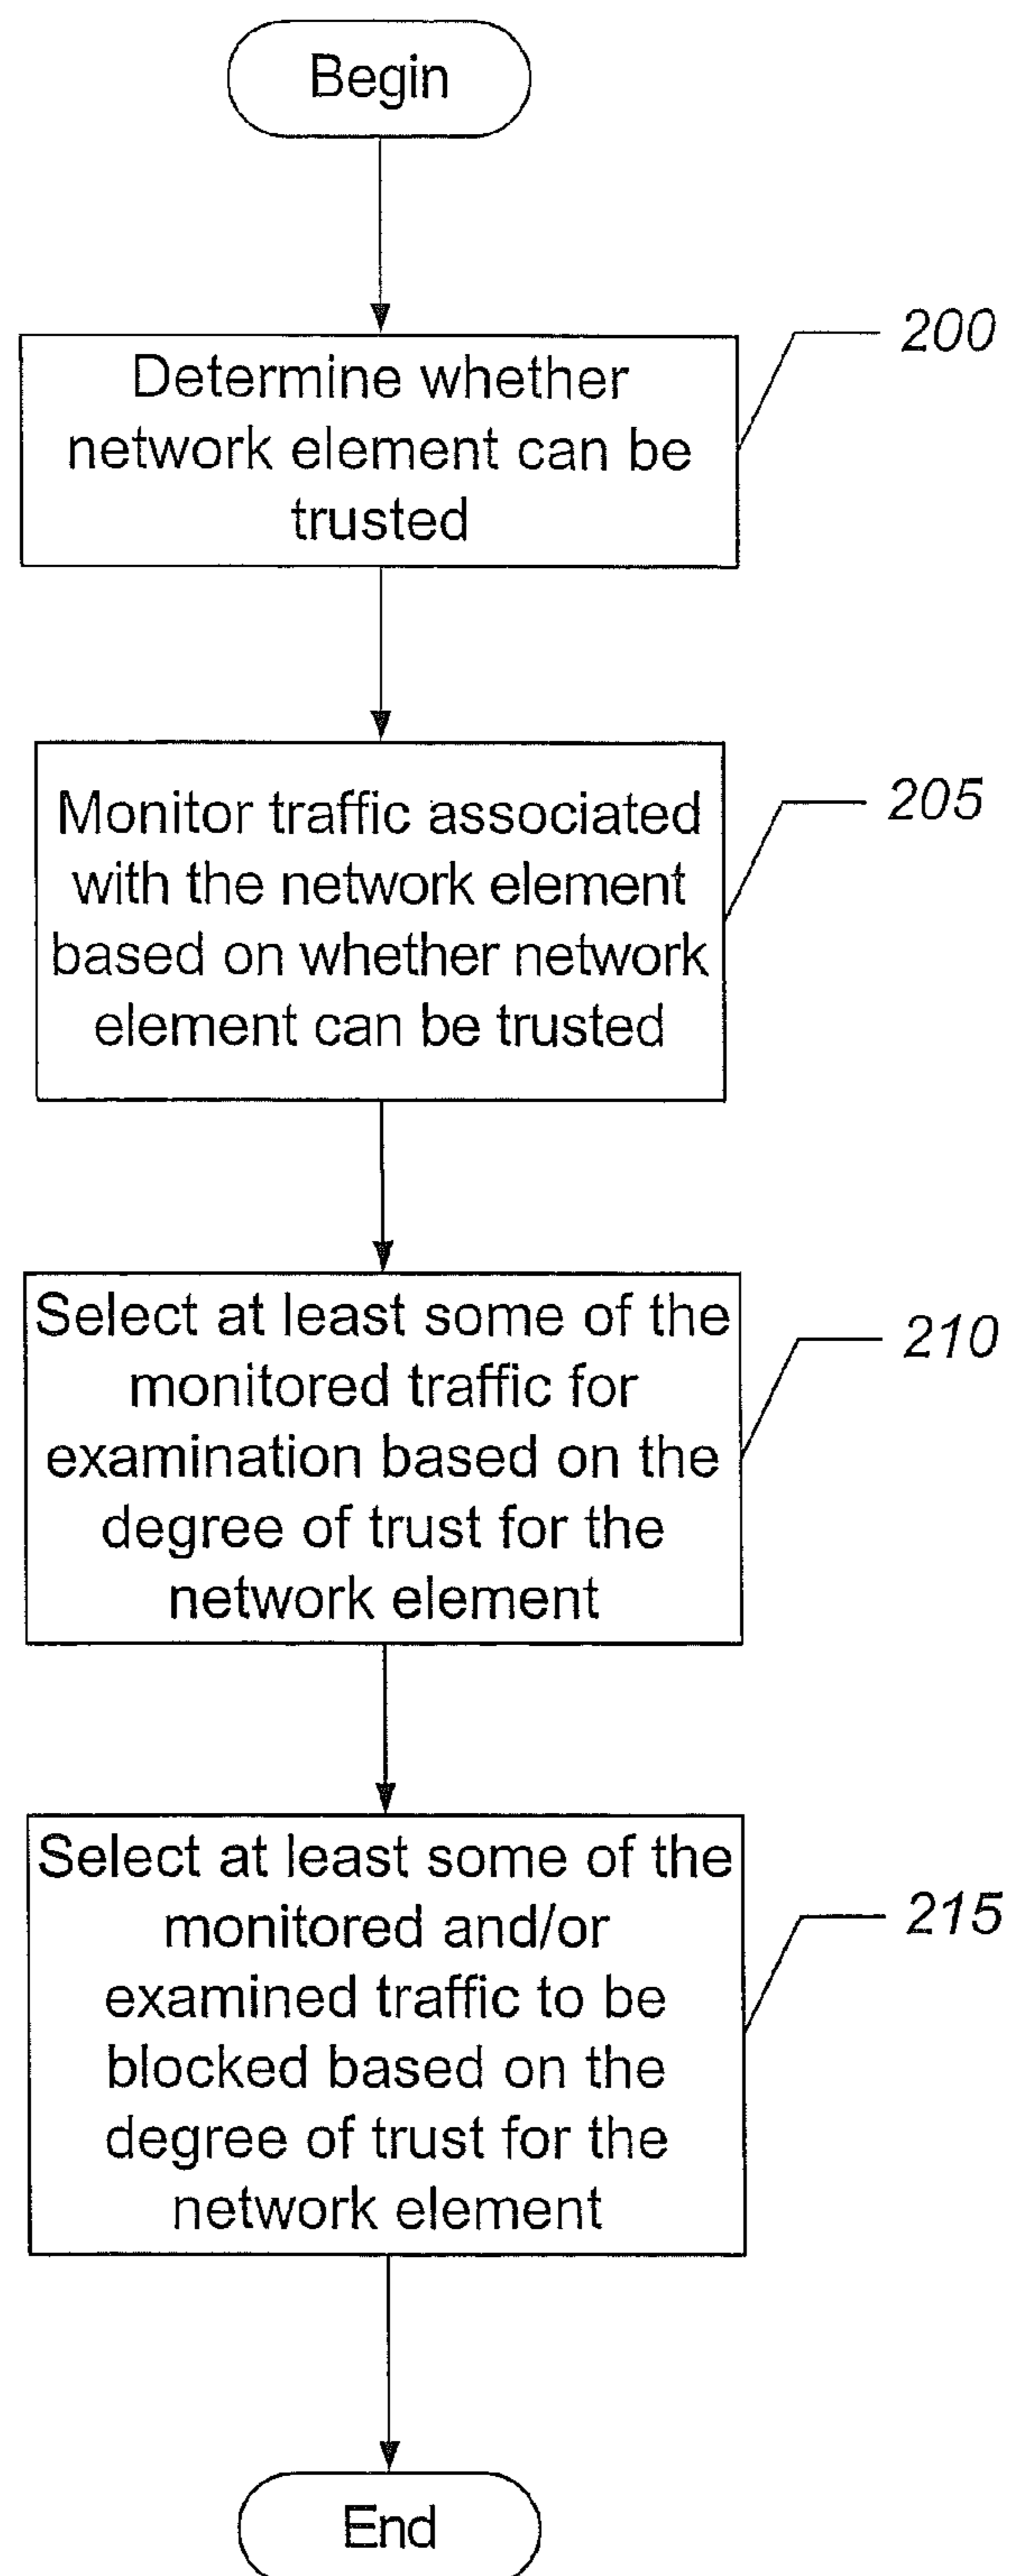 Begin
Determine whether
network element can be
trusted
200
Monitor traffic associated
with the network element
based on whether network
element can be trusted
205
Select at least some of the
monitored traffic for
examination based on the
degree of trust for the
network element
210
Select at least some of the
monitored and/or
examined traffic to be
blocked based on the
degree of trust for the
network element
215
End